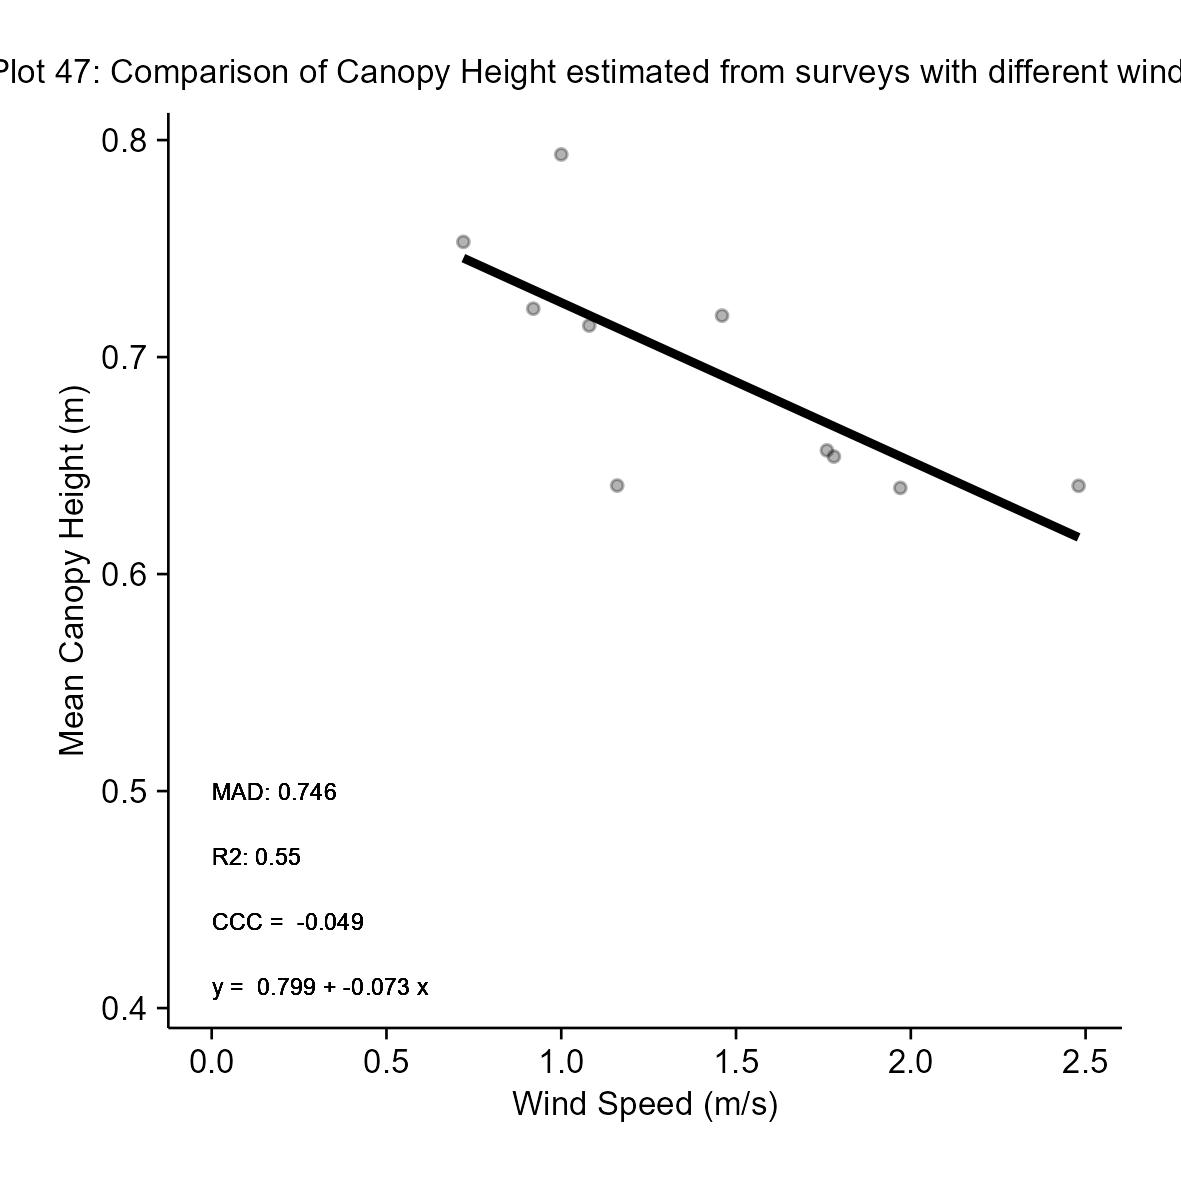 Plot 47: Comparison of Canopy Height estimated from surveys with different wind
0.8
0.7
0.6
0.5
0.4
Mean Canopy Height (m)
MAD: 0.746
R2: 0.55
CCC = -0.049
y = 0.799 + -0.073 x
0.0 0.5 1.0 1.5 2.0 2.5
Wind Speed (m/s)